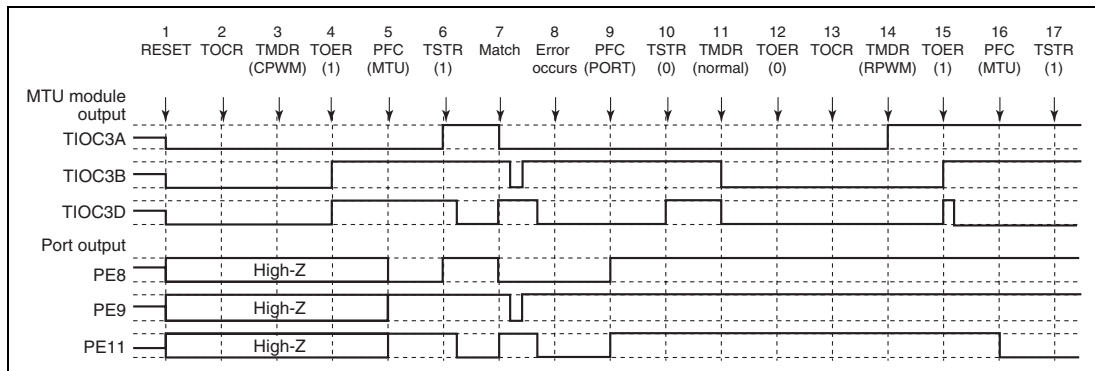 1 2 3 4 5 6 7 8 9 10 11 12 13 14 15 16 17
RESET TOCR TMDR TOER PFC TSTR Match Error PFC TSTR TMDR TOER TOCR TMDR TOER PFC TSTR
(CPWM) (1) (MTU) (1) occurs (PORT) (0) (normal) (0) (RPWM) (1) (MTU) (1)
MTU module
output
TIOC3A
TIOC3B
TIOC3D
Port output
PE8 High-Z
PE9 High-Z
PE11 High-Z